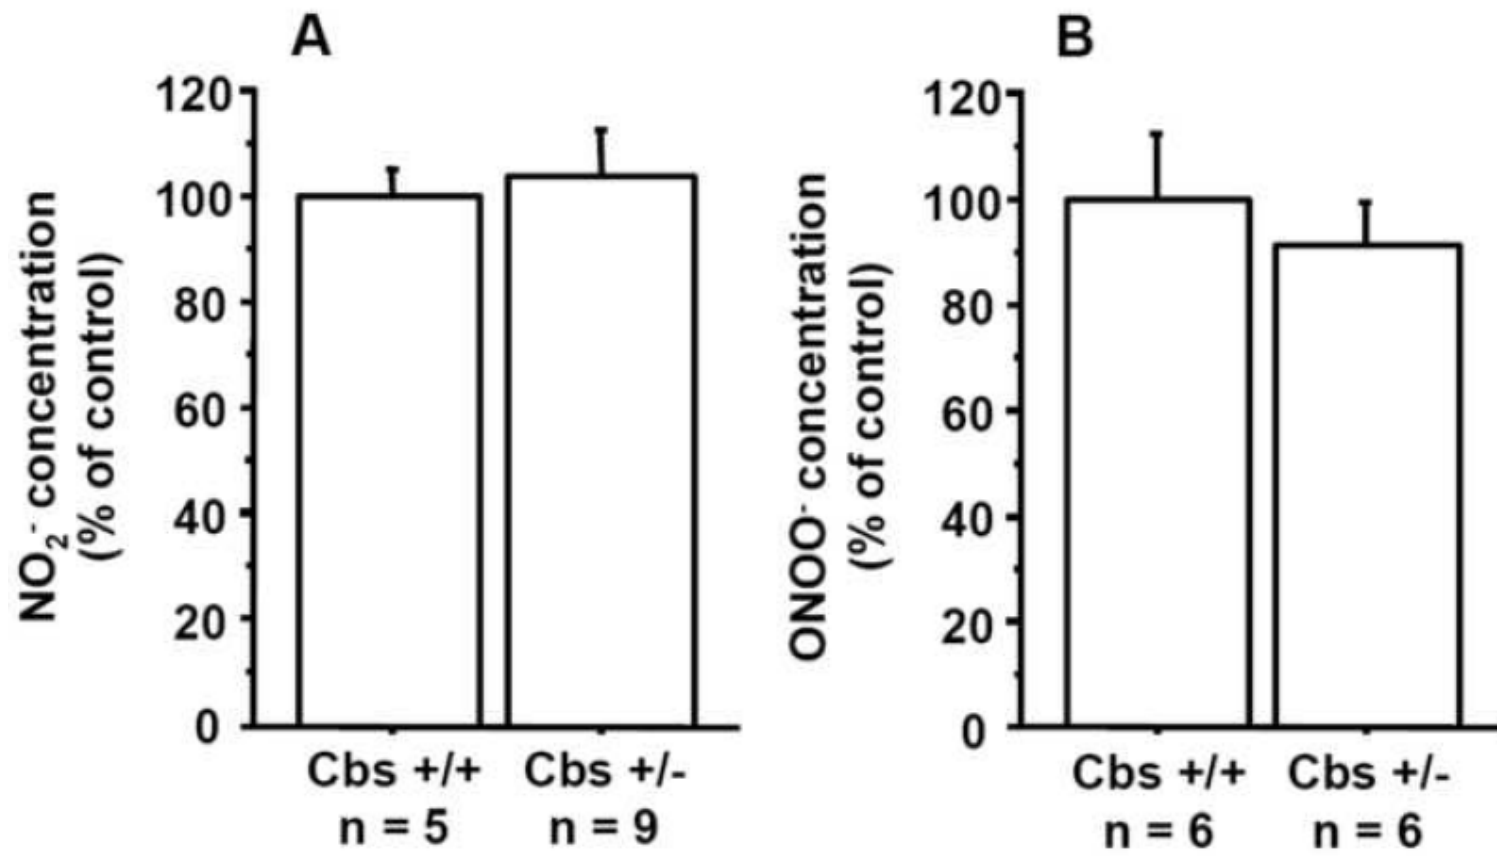 A
NO₂⁻ concentration
(% of control)
120
100
80
60
40
20
0
Cbs +/+
n = 5
Cbs +/-
n = 9
B
ONOO⁻ concentration
(% of control)
120
100
80
60
40
20
0
Cbs +/+
n = 6
Cbs +/-
n = 6